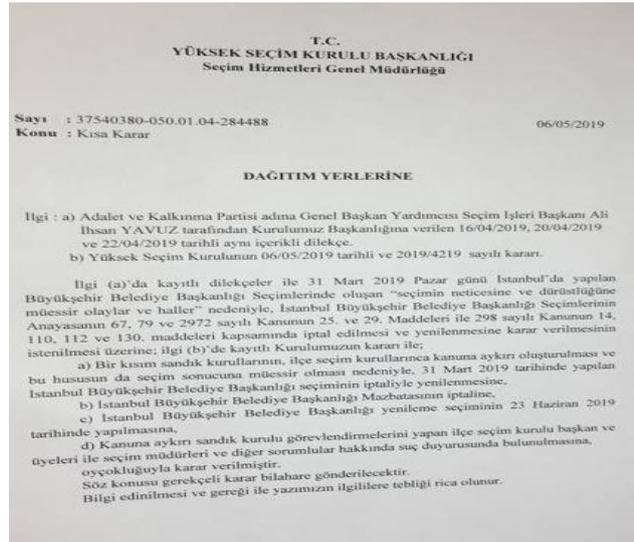 T.C.
YÜKSEK SEÇİM KURULU BAŞKANLIĞI
Seçim Hizmetleri Genel Müdürlüğü
Sayı : 37540380-050.01.04-284488 06/05/2019
Konu : Kısa Karar
DAĞITIM YERLERİNE
İlgi : a) Adalet ve Kalkınma Partisi adına Genel Başkan Yardımcısı Seçim İşleri Başkanı Ali
İhsan YAVUZ tarafından Kurulumuz Başkanlığına verilen 16/04/2019, 20/04/2019
ve 22/04/2019 tarihli aynı içerikli dilekçe.
b) Yüksek Seçim Kurulunun 06/05/2019 tarihli ve 2019/4219 sayılı kararı.
İlgi (a)'da kayıtlı dilekçeler ile 31 Mart 2019 Pazar günü İstanbul'da yapılan
Büyükşehir Belediye Başkanlığı Seçimlerinde oluşan "seçimin neticesine ve dürüstlüğüne
müessir olaylar ve haller" nedeniyle, İstanbul Büyükşehir Belediye Başkanlığı Seçimlerinin
Anayasanın 67, 79 ve 2972 sayılı Kanunun 25. ve 29. Maddeleri ile 298 sayılı Kanunun 14,
110, 112 ve 130. maddeleri kapsamında iptal edilmesi ve yenilenmesine karar verilmesinin
istenilmesi üzerine; ilgi (b)'de kayıtlı Kurulumuzun kararı ile;
a) Bir kısım sandık kurullarının, ilçe seçim kurullarınca kanuna aykırı oluşturulması ve
bu hususun da seçim sonucuna müessir olması nedeniyle, 31 Mart 2019 tarihinde yapılan
İstanbul Büyükşehir Belediye Başkanlığı seçiminin iptaliyle yenilenmesine,
b) İstanbul Büyükşehir Belediye Başkanlığı Mazbatasının iptaline,
c) İstanbul Büyükşehir Belediye Başkanlığı yenileme seçiminin 23 Haziran 2019
tarihinde yapılmasına,
d) Kanuna aykırı sandık kurulu görevlendirmelerini yapan ilçe seçim kurulu başkan ve
üyeleri ile seçim müdürleri ve diğer sorumlular hakkında suç duyurusunda bulunulmasına,
oyçokluğuyla karar verilmiştir.
Söz konusu gerekçeli karar bilahare gönderilecektir.
Bilgi edinilmesi ve gereği ile yazımızın ilgililere tebliği rica olunur.